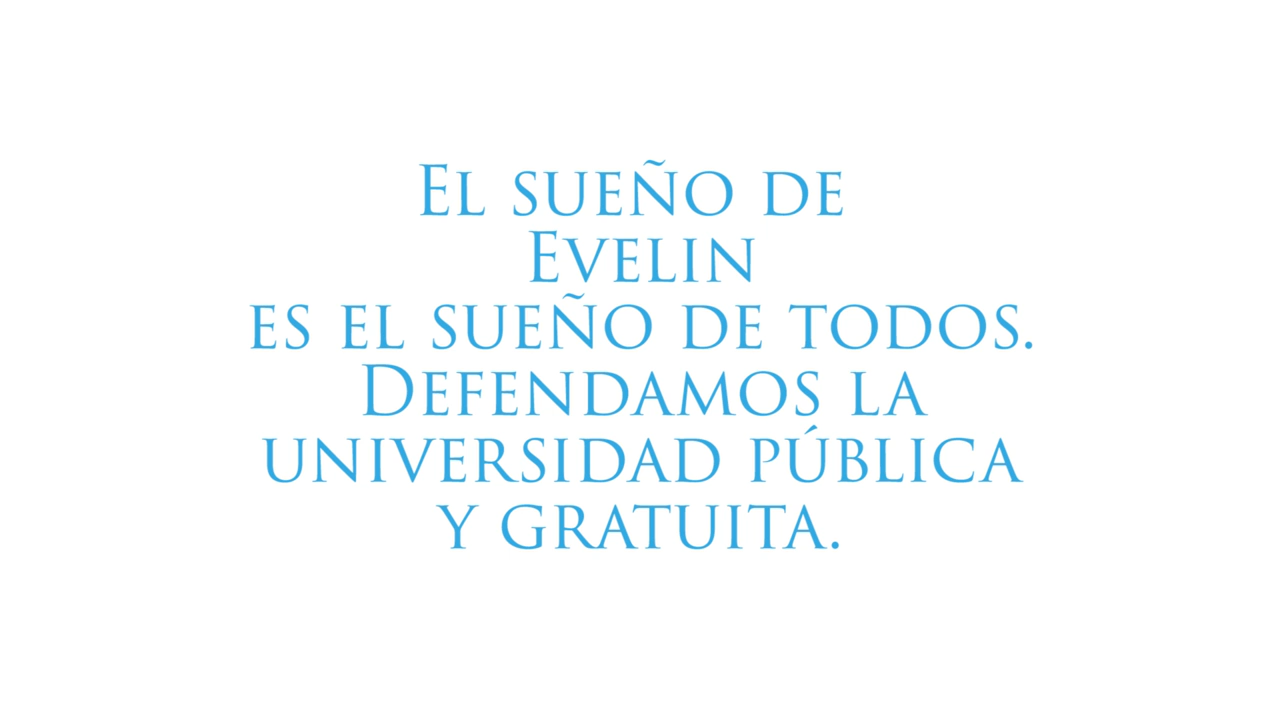 El sueño de
Evelin
es el sueño de todos.
Defendamos la
universidad pública
y gratuita.